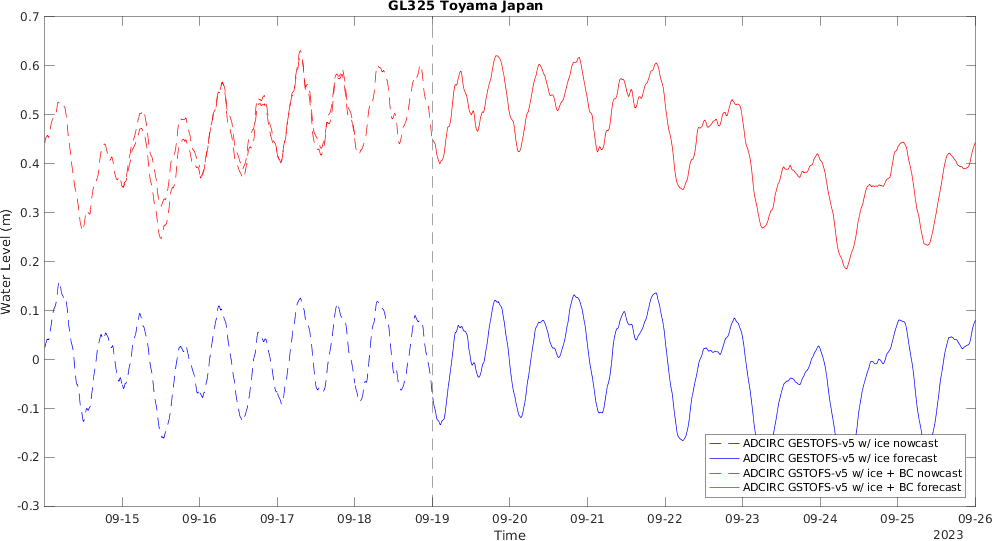 GL325 Toyama Japan
0.7
0.6
0.5
0.4
0.3
0.2
0.1
0
-0.1
-0.2
-0.3
Water Level (m)
ADCIRC GESTOFS-v5 w/ ice nowcast
ADCIRC GESTOFS-v5 w/ ice forecast
ADCIRC GSTOFS-v5 w/ ice + BC nowcast
ADCIRC GSTOFS-v5 w/ ice + BC forecast
09-15 09-16 09-17 09-18 09-19 09-20 09-21 09-22 09-23 09-24 09-25 09-26
Time
2023